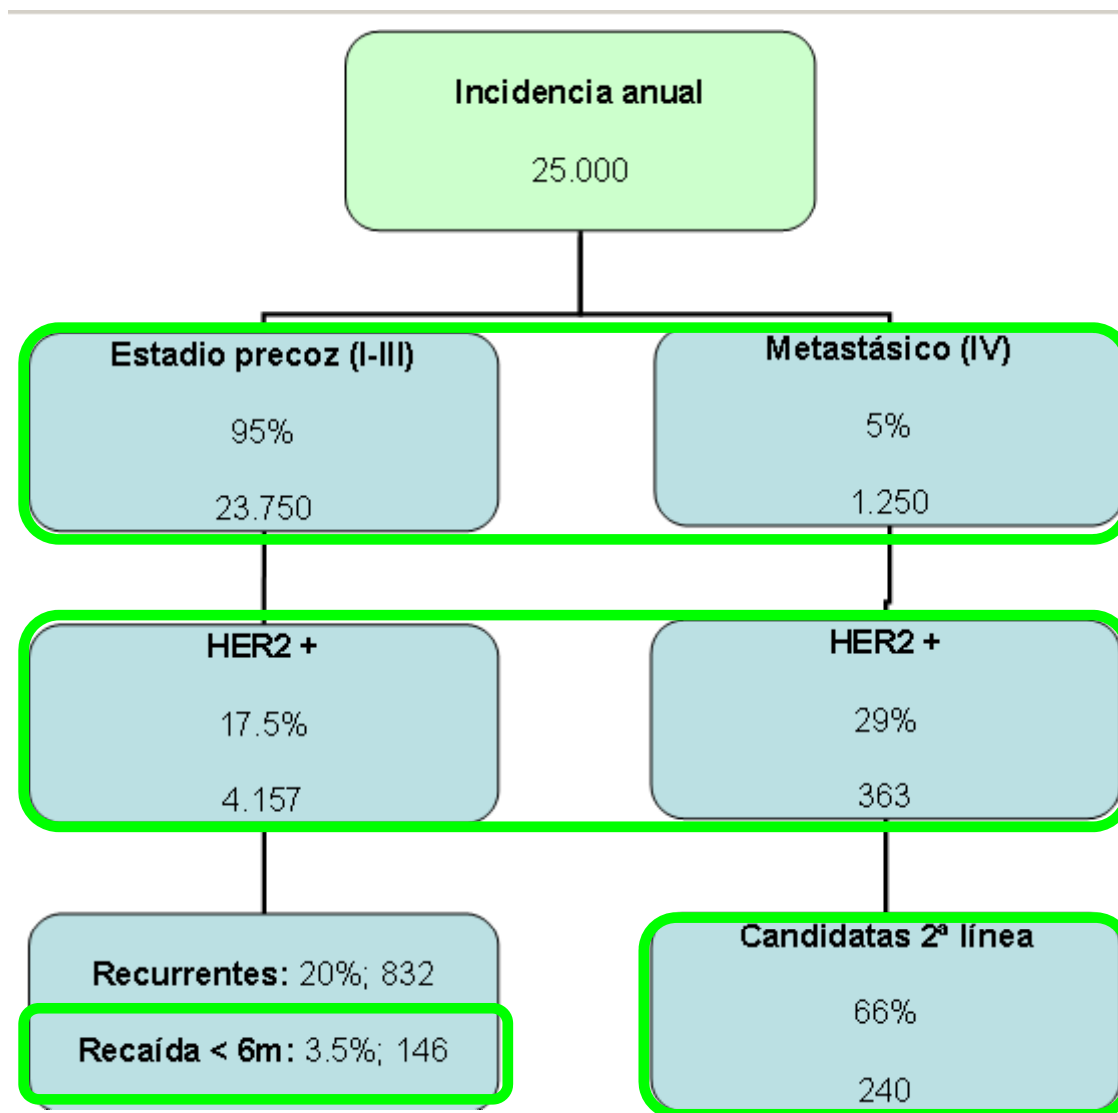 Incidencia anual
25.000
Estadio precoz (I-III)
95%
23.750
Metastásico (IV)
5%
1.250
HER2 +
17.5%
4.157
HER2 +
29%
363
Recurrentes: 20%; 832
Recaída < 6m: 3.5%; 146
Candidatas 2ª línea
66%
240